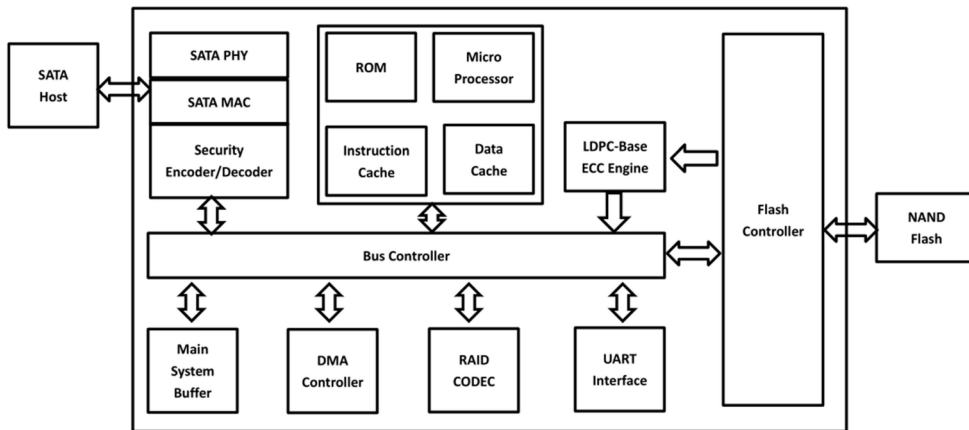 SATA
Host
SATA PHY
SATA MAC
Security
Encoder/Decoder
ROM
Micro
Processor
Instruction
Cache
Data
Cache
LDPC-Base
ECC Engine
Flash
Controller
NAND
Flash
Bus Controller
Main
System
Buffer
DMA
Controller
RAID
CODEC
UART
Interface